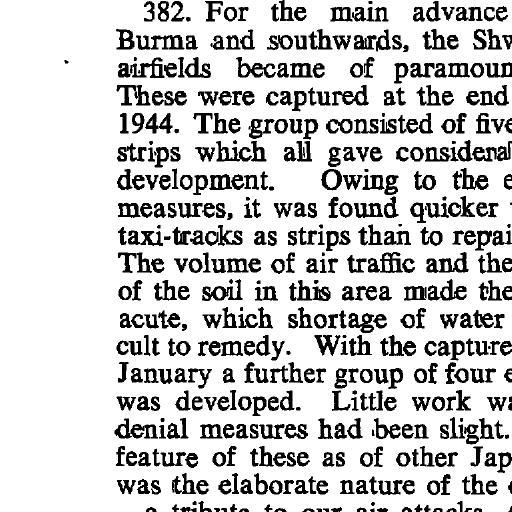 382. For the main advance
Burma and southwards, the Shw
airfields became of paramoun
These were captured at the end
1944. The group consisted of five
strips which all gave considera
development. Owing to the e
measures, it was found quicker
taxi-tracks as strips than to repai
The volume of air traffic and the
of the soil in this area made the
acute, which shortage of water
cult to remedy. With the capture
January a further group of four e
was developed. Little work wa
denial measures had been slight.
feature of these as of other Jap
was the elaborate nature of the
a tribute to our air attacks.